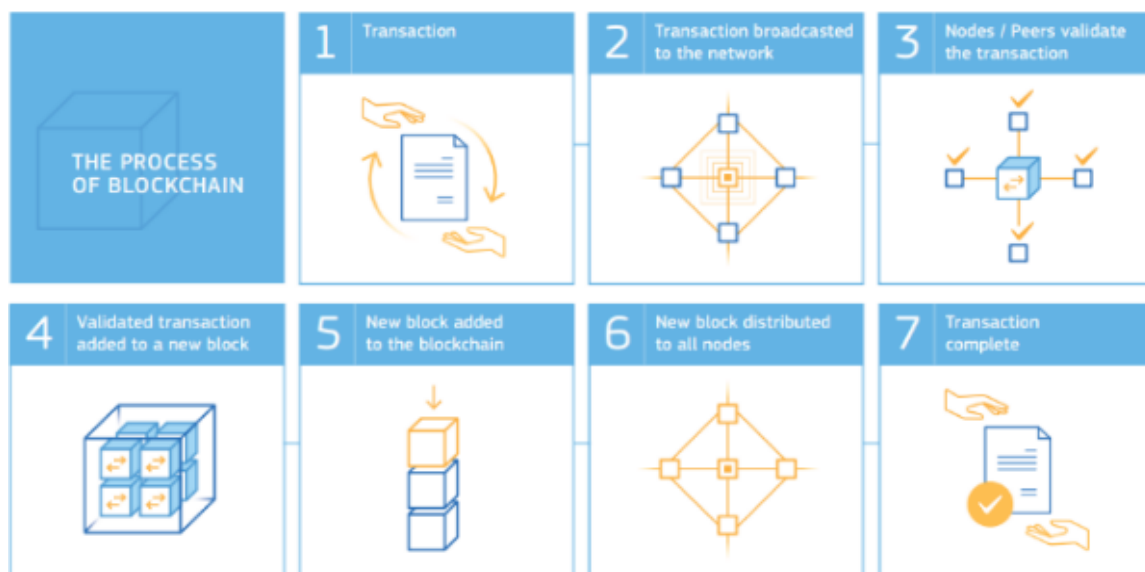 THE PROCESS
OF BLOCKCHAIN
1
Transaction
2
Transaction broadcasted
to the network
3
Nodes / Peers validate
the transaction
4
Validated transaction
added to a new block
5
New block added
to the blockchain
6
New block distributed
to all nodes
7
Transaction
complete